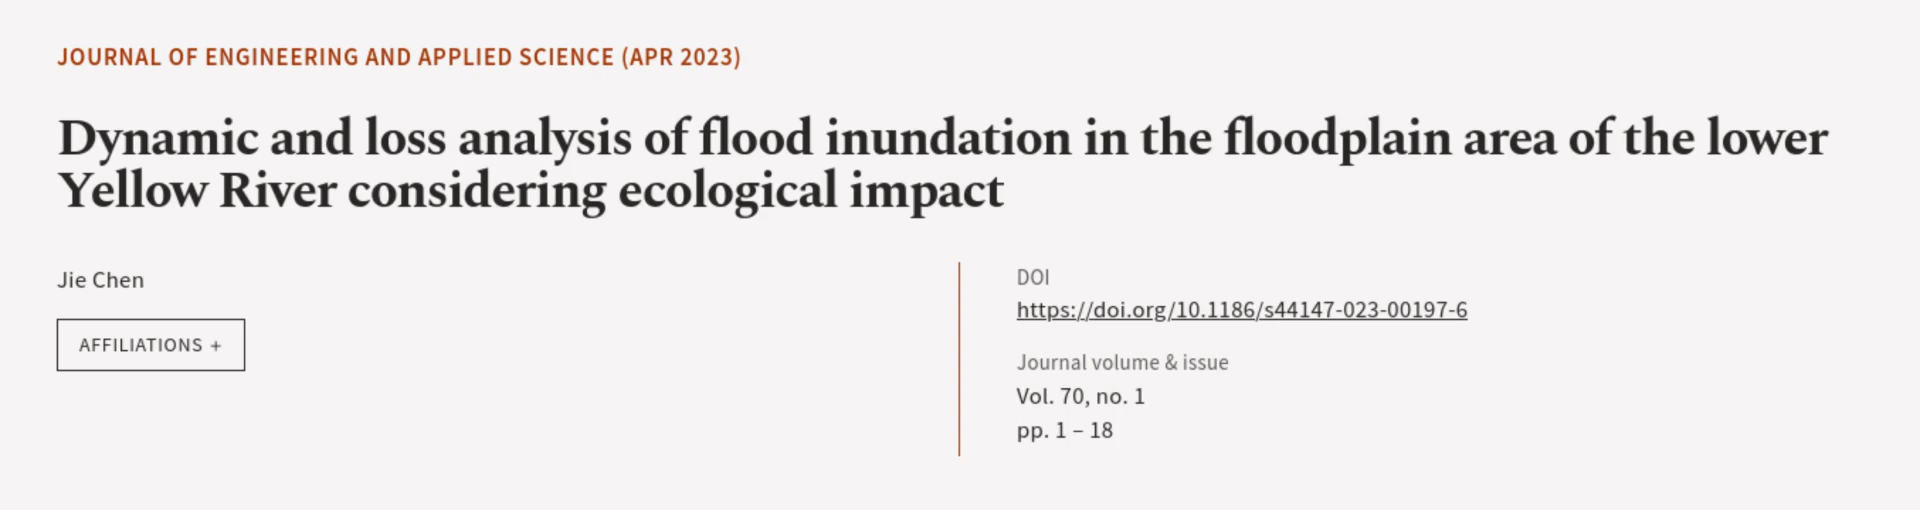 JOURNAL OF ENGINEERING AND APPLIED SCIENCE (APR 2023)
Dynamic and loss analysis of flood inundation in the floodplain area of the lower
Yellow River considering ecological impact
Jie Chen
AFFILIATIONS +
DOI
https://doi.org/10.1186/s44147-023-00197-6
Journal volume & issue
Vol. 70, no. 1
pp. 1 – 18